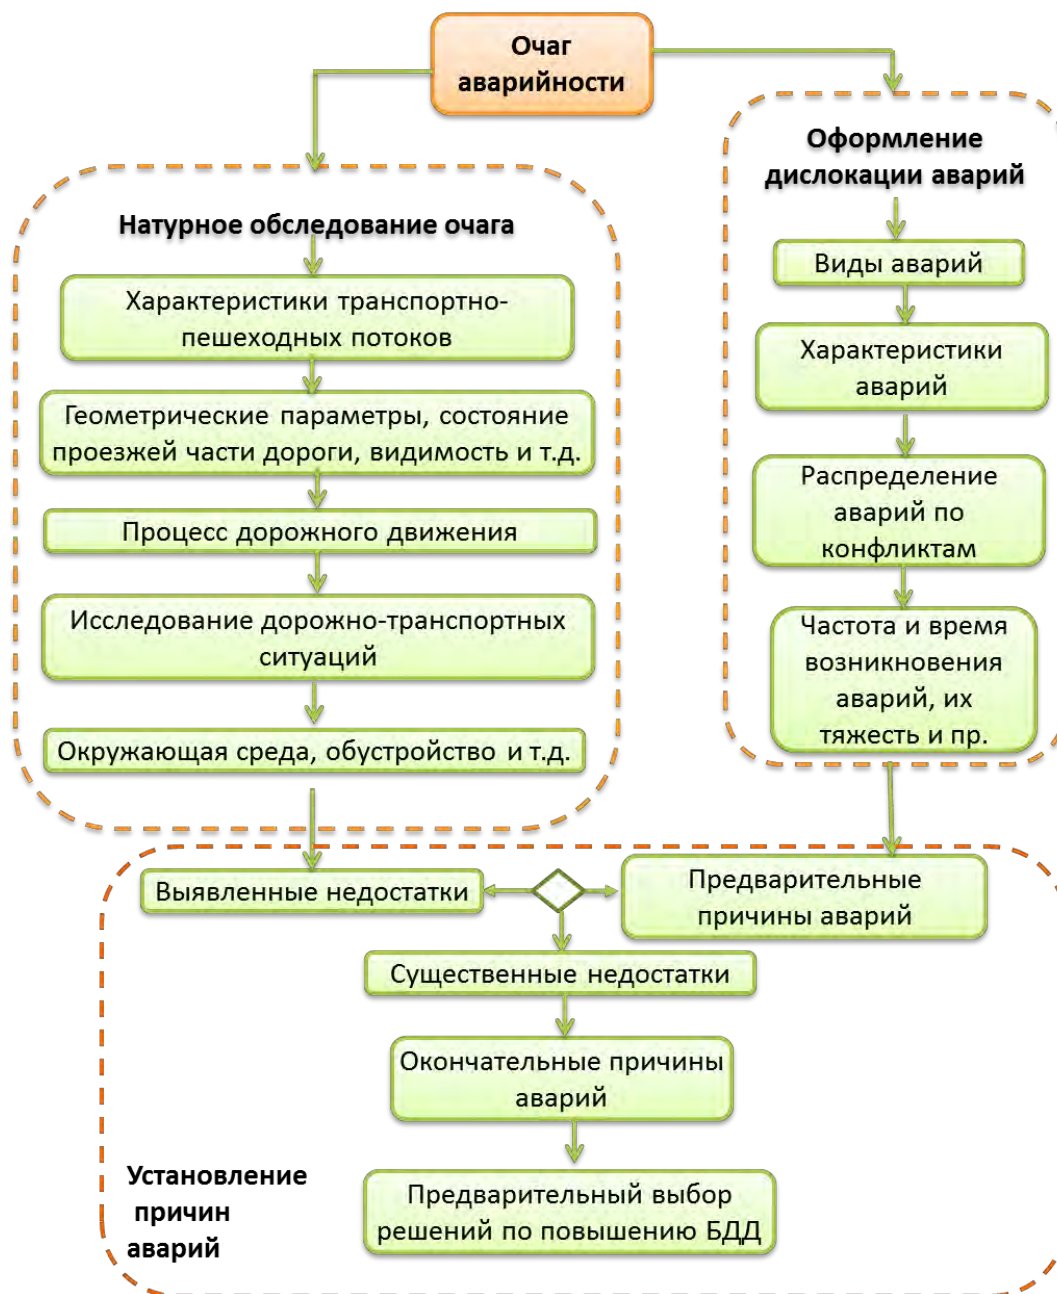 Очаг
аварийности
Натурное обследование очага
Характеристики транспортно-
пешеходных потоков
Геометрические параметры, состояние
проезжей части дороги, видимость и т.д.
Процесс дорожного движения
Исследование дорожно-транспортных
ситуаций
Окружающая среда, обустройство и т.д.
Оформление
дислокации аварий
Виды аварий
Характеристики
аварий
Распределение
аварий по
конфликтам
Частота и время
возникновения
аварий, их
тяжесть и пр.
Выявленные недостатки
Предварительные
причины аварий
Существенные недостатки
Окончательные причины
аварий
Предварительный выбор
решений по повышению БДД
Установление
причин
аварий